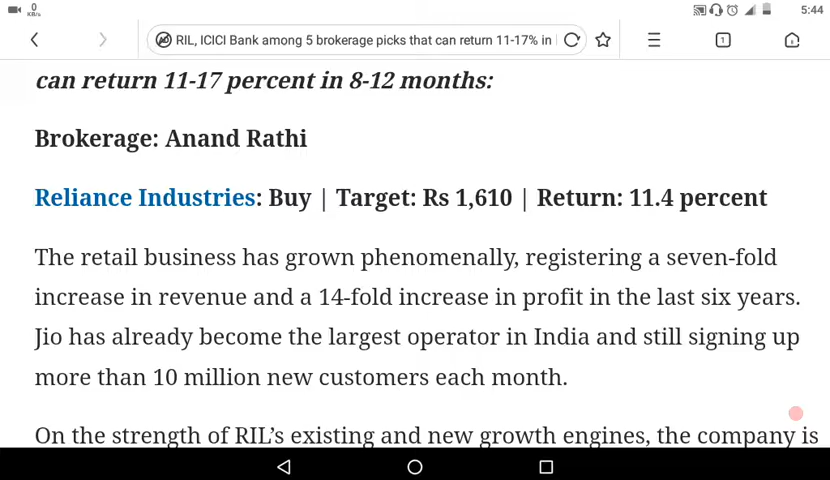 0
KB/s
5:44
RIL, ICICI Bank among 5 brokerage picks that can return 11-17% in
1
can return 11-17 percent in 8-12 months:
Brokerage: Anand Rathi
Reliance Industries: Buy | Target: Rs 1,610 | Return: 11.4 percent
The retail business has grown phenomenally, registering a seven-fold
increase in revenue and a 14-fold increase in profit in the last six years.
Jio has already become the largest operator in India and still signing up
more than 10 million new customers each month.
On the strength of RIL’s existing and new growth engines, the company is